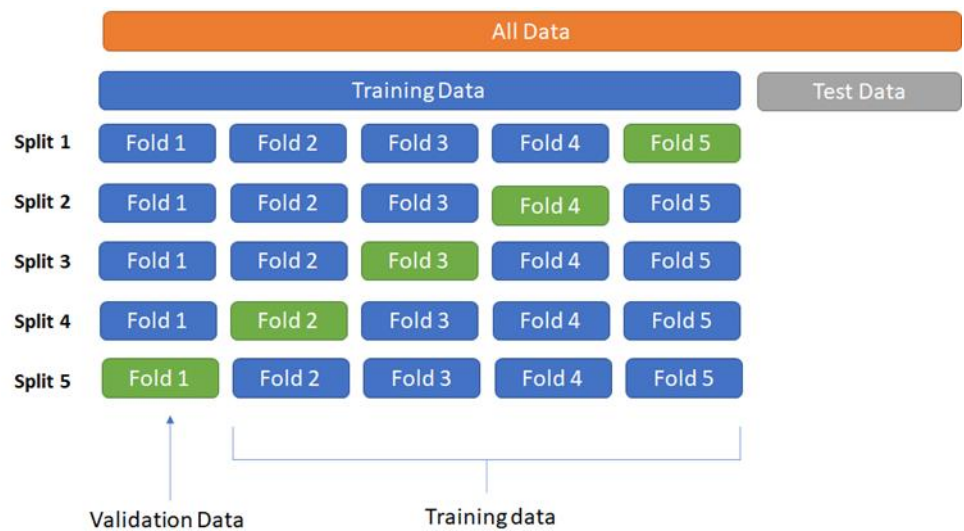 All Data
Training Data Test Data
Split 1 Fold 1 Fold 2 Fold 3 Fold 4 Fold 5
Split 2 Fold 1 Fold 2 Fold 3 Fold 4 Fold 5
Split 3 Fold 1 Fold 2 Fold 3 Fold 4 Fold 5
Split 4 Fold 1 Fold 2 Fold 3 Fold 4 Fold 5
Split 5 Fold 1 Fold 2 Fold 3 Fold 4 Fold 5
Validation Data Training data